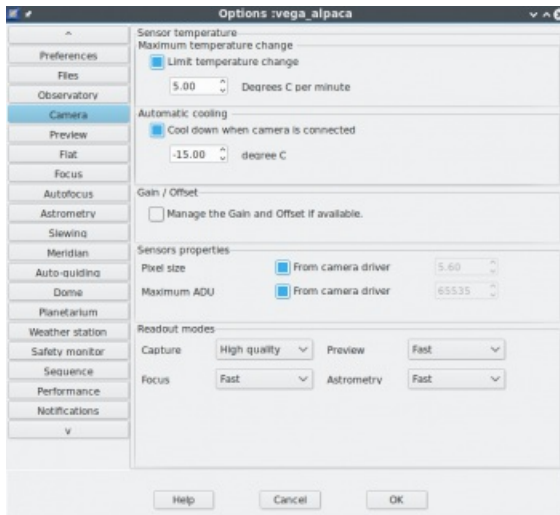 Options :vega_alpaca
Preferences
Files
Observatory
Camera
Preview
Flat
Focus
Autofocus
Astrometry
Slewing
Meridian
Auto-guiding
Dome
Planetarium
Weather station
Safety monitor
Sequence
Performance
Notifications
Sensor temperature
Maximum temperature change
Limit temperature change
5.00 Degrees C per minute
Automatic cooling
Cool down when camera is connected
-15.00 degree C
Gain / Offset
Manage the Gain and Offset if available.
Sensors properties
Pixel size From camera driver 5.60
Maximum ADU From camera driver 65535
Readout modes
Capture High quality Preview Fast
Focus Fast Astrometry Fast
Help Cancel OK